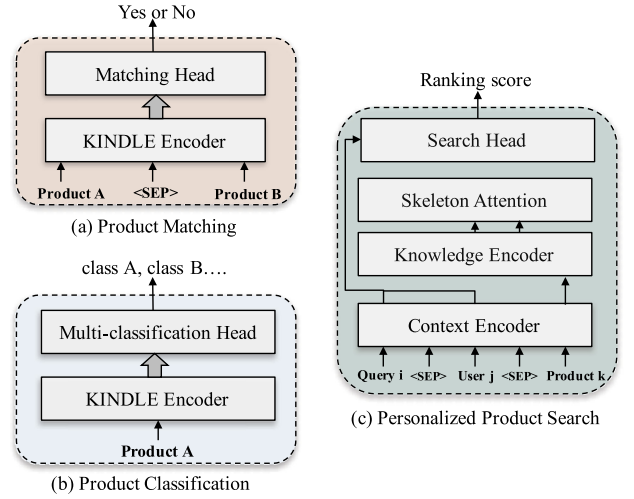 Yes or No
Matching Head
KINDLE Encoder
Product A <SEP> Product B
(a) Product Matching
class A, class B....
Multi-classification Head
KINDLE Encoder
Product A
(b) Product Classification
Ranking score
Search Head
Skeleton Attention
Knowledge Encoder
Context Encoder
Query i <SEP> User j <SEP> Product k
(c) Personalized Product Search